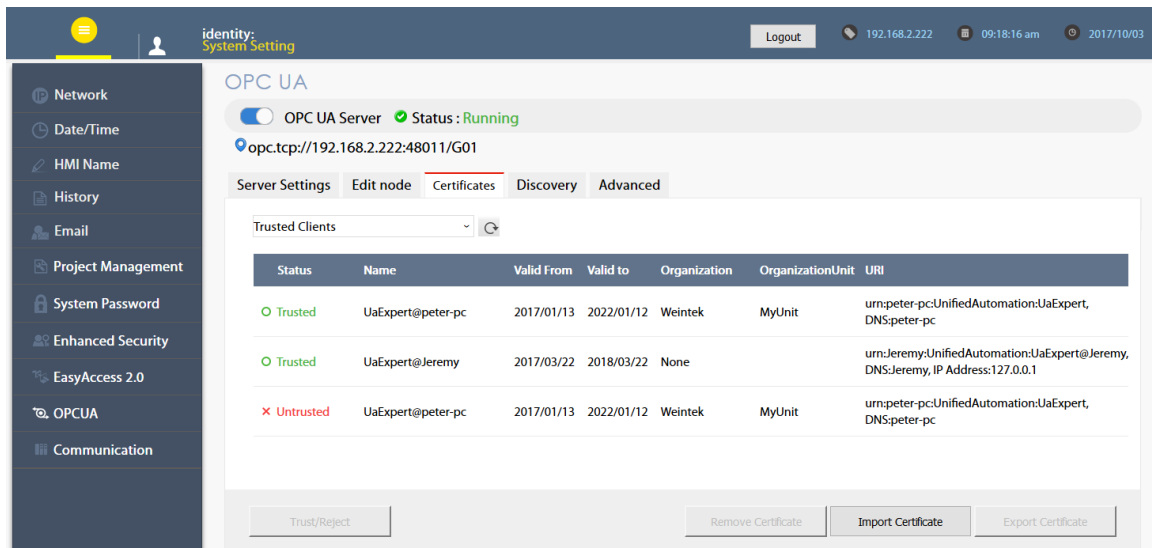 identity:
System Setting
Logout
192.168.2.222
09:18:16 am
2017/10/03
Network
Date/Time
HMI Name
History
Email
Project Management
System Password
Enhanced Security
EasyAccess 2.0
OPCUA
Communication
OPC UA
OPC UA Server Status : Running
opc.tcp://192.168.2.222:48011/G01
Server Settings Edit node Certificates Discovery Advanced
Trusted Clients
Status Name Valid From Valid to Organization OrganizationUnit URI
Trusted UaExpert@peter-pc 2017/01/13 2022/01/12 Weintek MyUnit urn:peter-pc:UnifiedAutomation:UaExpert,
DNS:peter-pc
Trusted UaExpert@Jeremy 2017/03/22 2018/03/22 None urn:Jeremy:UnifiedAutomation:UaExpert@Jeremy,
DNS:Jeremy, IP Address:127.0.0.1
Untrusted UaExpert@peter-pc 2017/01/13 2022/01/12 Weintek MyUnit urn:peter-pc:UnifiedAutomation:UaExpert,
DNS:peter-pc
Trust/Reject Remove Certificate Import Certificate Export Certificate